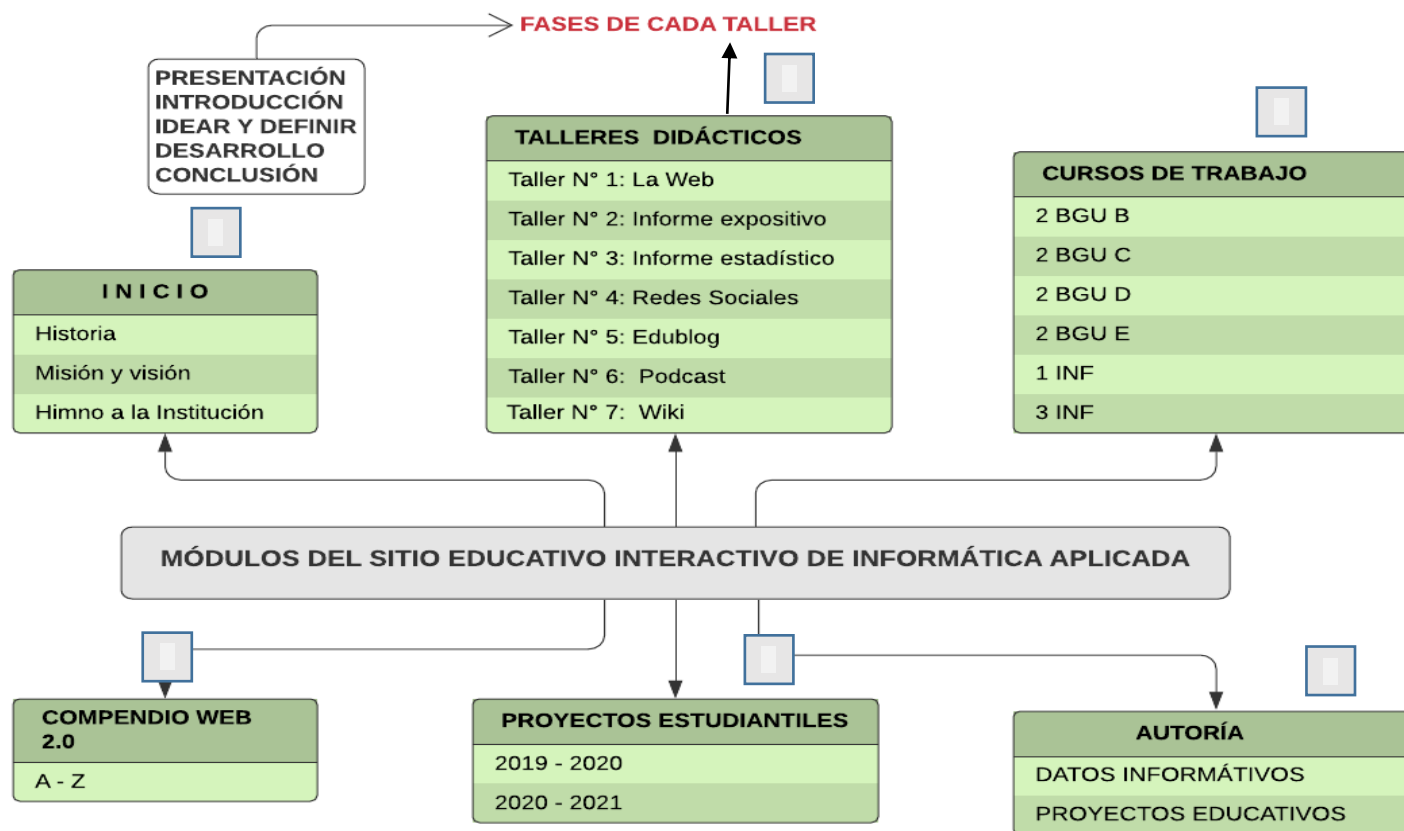 FASES DE CADA TALLER
PRESENTACIÓN
INTRODUCCIÓN
IDEAR Y DEFINIR
DESARROLLO
CONCLUSIÓN
TALLERES DIDÁCTICOS
Taller N° 1: La Web
Taller N° 2: Informe expositivo
Taller N° 3: Informe estadístico
Taller N° 4: Redes Sociales
Taller N° 5: Edublog
Taller N° 6: Podcast
Taller N° 7: Wiki
CURSOS DE TRABAJO
2 BGU B
2 BGU C
2 BGU D
2 BGU E
1 INF
3 INF
I N I C I O
Historia
Misión y visión
Himno a la Institución
MÓDULOS DEL SITIO EDUCATIVO INTERACTIVO DE INFORMÁTICA APLICADA
COMPENDIO WEB
2.0
A - Z
PROYECTOS ESTUDIANTILES
2019 - 2020
2020 - 2021
AUTORÍA
DATOS INFORMÁTIVOS
PROYECTOS EDUCATIVOS